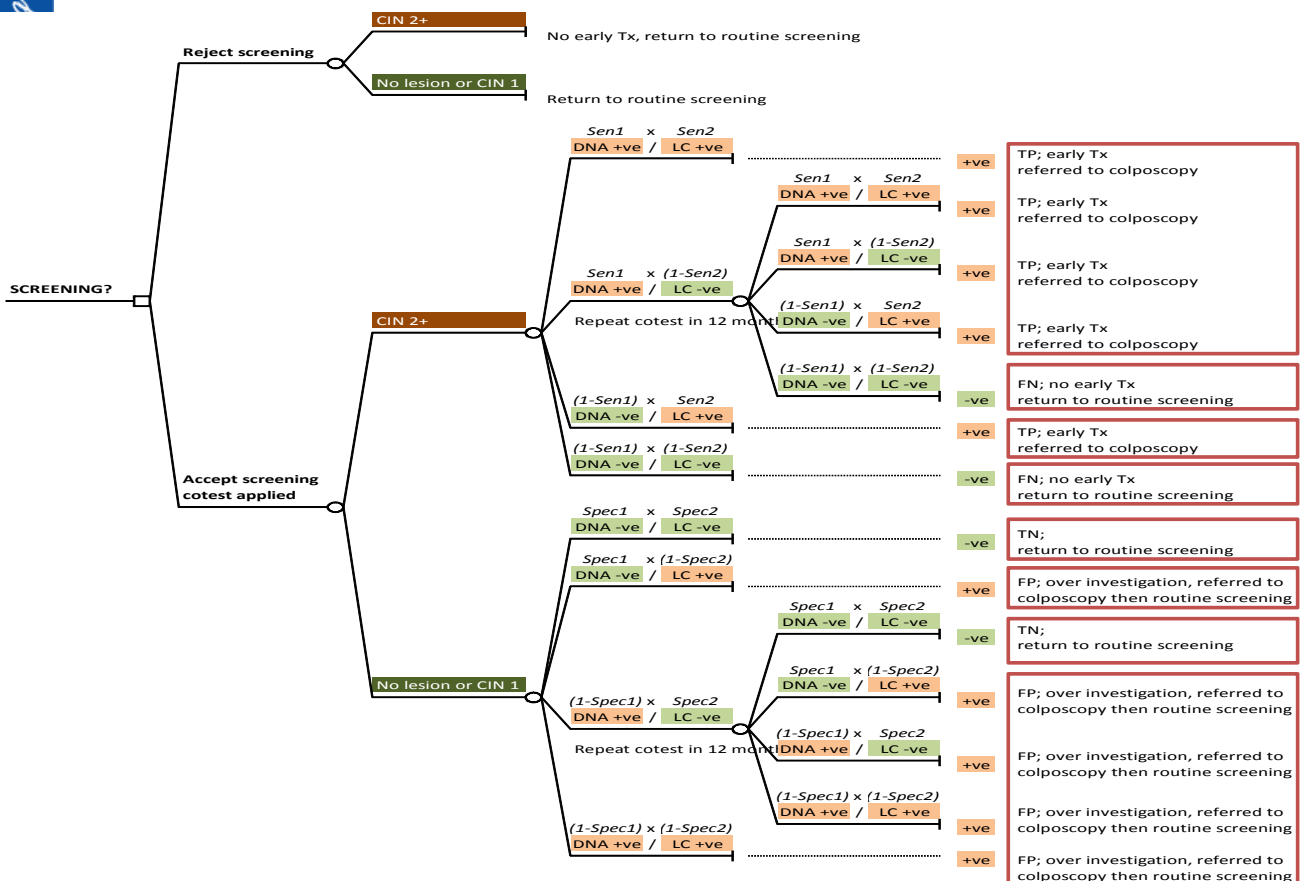 CIN 2+
No early Tx, return to routine screening
Reject screening
No lesion or CIN 1
Return to routine screening
Sen1 x Sen2
DNA +ve / LC +ve
+ve
TP; early Tx
referred to colposcopy
Sen1 x Sen2
DNA +ve / LC +ve
+ve
TP; early Tx
referred to colposcopy
Sen1 x (1-Sen2)
DNA +ve / LC -ve
+ve
TP; early Tx
referred to colposcopy
SCREENING?
Sen1 x (1-Sen2)
DNA +ve / LC -ve
Repeat cotest in 12 mont
(1-Sen1) x Sen2
DNA -ve / LC +ve
+ve
TP; early Tx
referred to colposcopy
CIN 2+
(1-Sen1) x (1-Sen2)
DNA -ve / LC -ve
-ve
FN; no early Tx
return to routine screening
(1-Sen1) x Sen2
DNA -ve / LC +ve
+ve
TP; early Tx
referred to colposcopy
(1-Sen1) x (1-Sen2)
DNA -ve / LC -ve
-ve
FN; no early Tx
return to routine screening
Accept screening
cotest applied
Spec1 x Spec2
DNA -ve / LC -ve
-ve
TN;
return to routine screening
Spec1 x (1-Spec2)
DNA -ve / LC +ve
+ve
FP; over investigation, referred to
colposcopy then routine screening
Spec1 x Spec2
DNA -ve / LC -ve
-ve
TN;
return to routine screening
No lesion or CIN 1
Spec1 x (1-Spec2)
DNA -ve / LC +ve
+ve
FP; over investigation, referred to
colposcopy then routine screening
(1-Spec1) x Spec2
DNA +ve / LC -ve
Repeat cotest in 12 mont
(1-Spec1) x Spec2
DNA +ve / LC -ve
+ve
FP; over investigation, referred to
colposcopy then routine screening
(1-Spec1) x (1-Spec2)
DNA +ve / LC +ve
+ve
FP; over investigation, referred to
colposcopy then routine screening
(1-Spec1) x (1-Spec2)
DNA +ve / LC +ve
+ve
FP; over investigation, referred to
colposcopy then routine screening